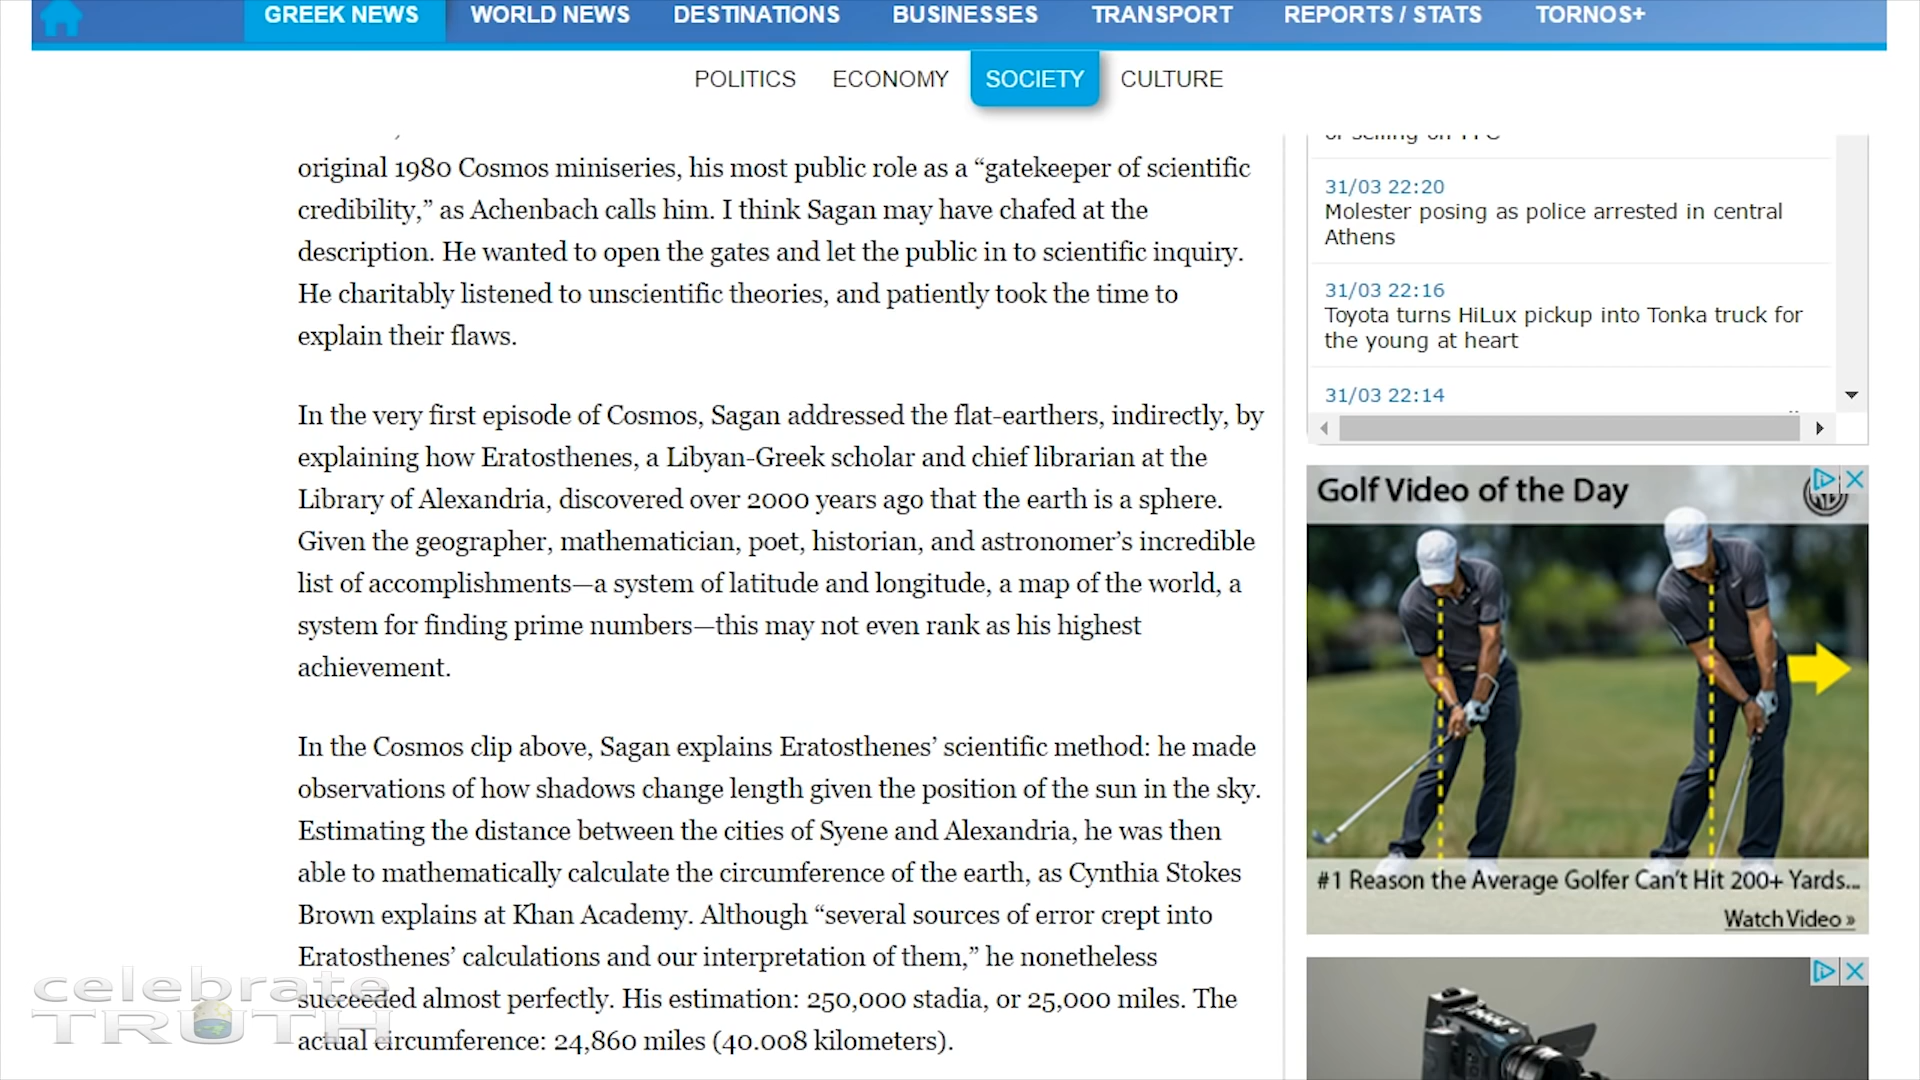 GREEK NEWS WORLD NEWS DESTINATIONS BUSINESSES TRANSPORT REPORTS / STATS TORNOS+
POLITICS ECONOMY SOCIETY CULTURE
original 1980 Cosmos miniseries, his most public role as a “gatekeeper of scientific
credibility,” as Achenbach calls him. I think Sagan may have chafed at the
description. He wanted to open the gates and let the public in to scientific inquiry.
He charitably listened to unscientific theories, and patiently took the time to
explain their flaws.
In the very first episode of Cosmos, Sagan addressed the flat-earthers, indirectly, by
explaining how Eratosthenes, a Libyan-Greek scholar and chief librarian at the
Library of Alexandria, discovered over 2000 years ago that the earth is a sphere.
Given the geographer, mathematician, poet, historian, and astronomer’s incredible
list of accomplishments—a system of latitude and longitude, a map of the world, a
system for finding prime numbers—this may not even rank as his highest
achievement.
In the Cosmos clip above, Sagan explains Eratosthenes’ scientific method: he made
observations of how shadows change length given the position of the sun in the sky.
Estimating the distance between the cities of Syene and Alexandria, he was then
able to mathematically calculate the circumference of the earth, as Cynthia Stokes
Brown explains at Khan Academy. Although “several sources of error crept into
Eratosthenes’ calculations and our interpretation of them,” he nonetheless
succeeded almost perfectly. His estimation: 250,000 stadia, or 25,000 miles. The
actual circumference: 24,860 miles (40.008 kilometers).
31/03 22:20
Molester posing as police arrested in central
Athens
31/03 22:16
Toyota turns HiLux pickup into Tonka truck for
the young at heart
31/03 22:14
Golf Video of the Day
#1 Reason the Average Golfer Can't Hit 200+ Yards...
Watch Video »
celebrate
TRUTH